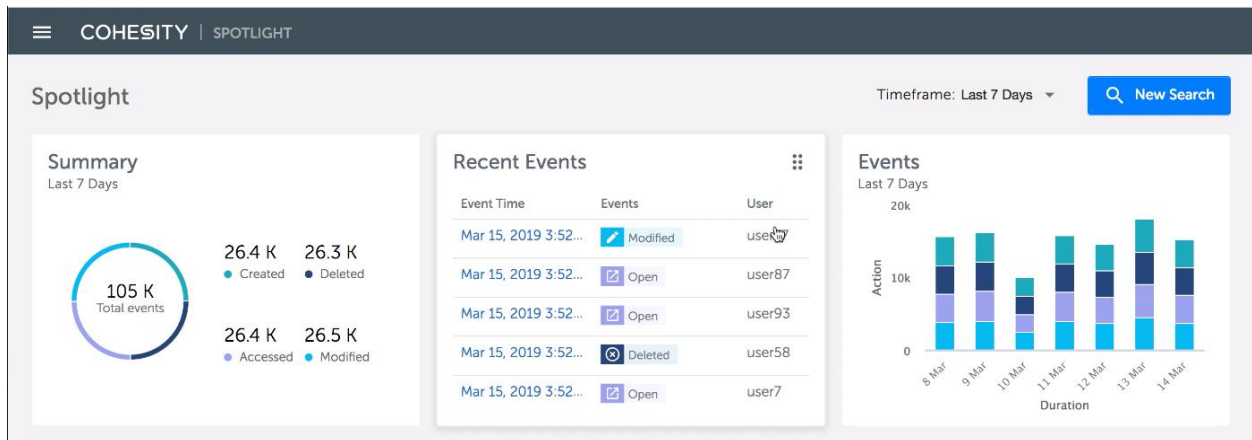 COHESITY | SPOTLIGHT
Spotlight
Timeframe: Last 7 Days
New Search
Summary
Last 7 Days
105 K
Total events
26.4 K 26.3 K
Created Deleted
26.4 K 26.5 K
Accessed Modified
Recent Events
Event Time Events User
Mar 15, 2019 3:52... Modified
Mar 15, 2019 3:52... Open user87
Mar 15, 2019 3:52... Open user93
Mar 15, 2019 3:52... Deleted user58
Mar 15, 2019 3:52... Open user7
Events
Last 7 Days
20k
10k
0
Action
8 Mar 9 Mar 10 Mar 11 Mar 12 Mar 13 Mar 14 Mar
Duration